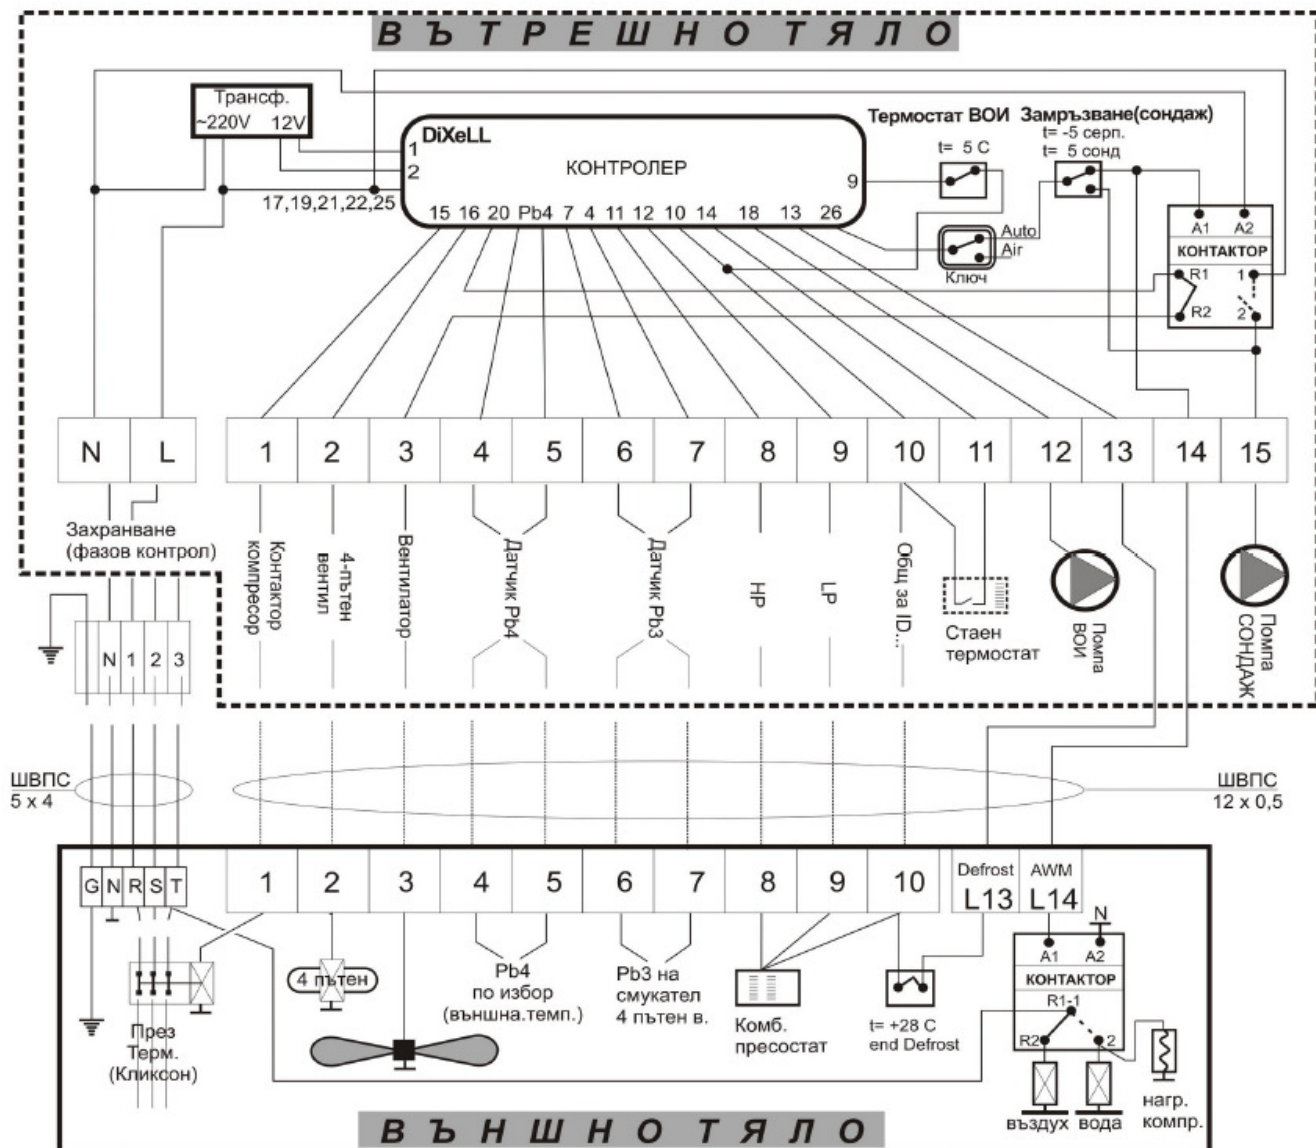 ВЪТРЕШНО ТЯЛО
Трансф.
~220V 12V
DiXeLL
КОНТРОЛЕР
1
2
9
17,19,21,22,25
15 16 20 Pb4 7 4 11 12 10 14 18 13 26
Термостат ВОИ
t= 5 C
Замръзване(сондаж)
t= -5 серп.
t= 5 сонд
Auto
Air
Ключ
A1 A2
КОНТАКТОР
R1 1
R2 2
N L 1 2 3 4 5 6 7 8 9 10 11 12 13 14 15
Захранване
(фазов контрол)
Контактор
компресор
4-пътен
вентил
Вентилатор
Датчик Pb4
Датчик Pb3
HP
LP
Общ за ID...
Стаен
термостат
Помпа
ВОИ
Помпа
СОНДАЖ
N 1 2 3
ШВПС
5 x 4
ШВПС
12 x 0,5
G N R S T
1 2 3 4 5 6 7 8 9 10
Defrost
L13
AWM
L14
През
Терм.
(Кликсон)
4 пътен
Pb4
по избор
(външна.темп.)
Pb3 на
смукател
4 пътен в.
Комб.
пресостат
t= +28 C
end Defrost
N
A1 A2
КОНТАКТОР
R1-1
R2 2
въздух
вода
нагр.
компр.
ВЪНШНО ТЯЛО